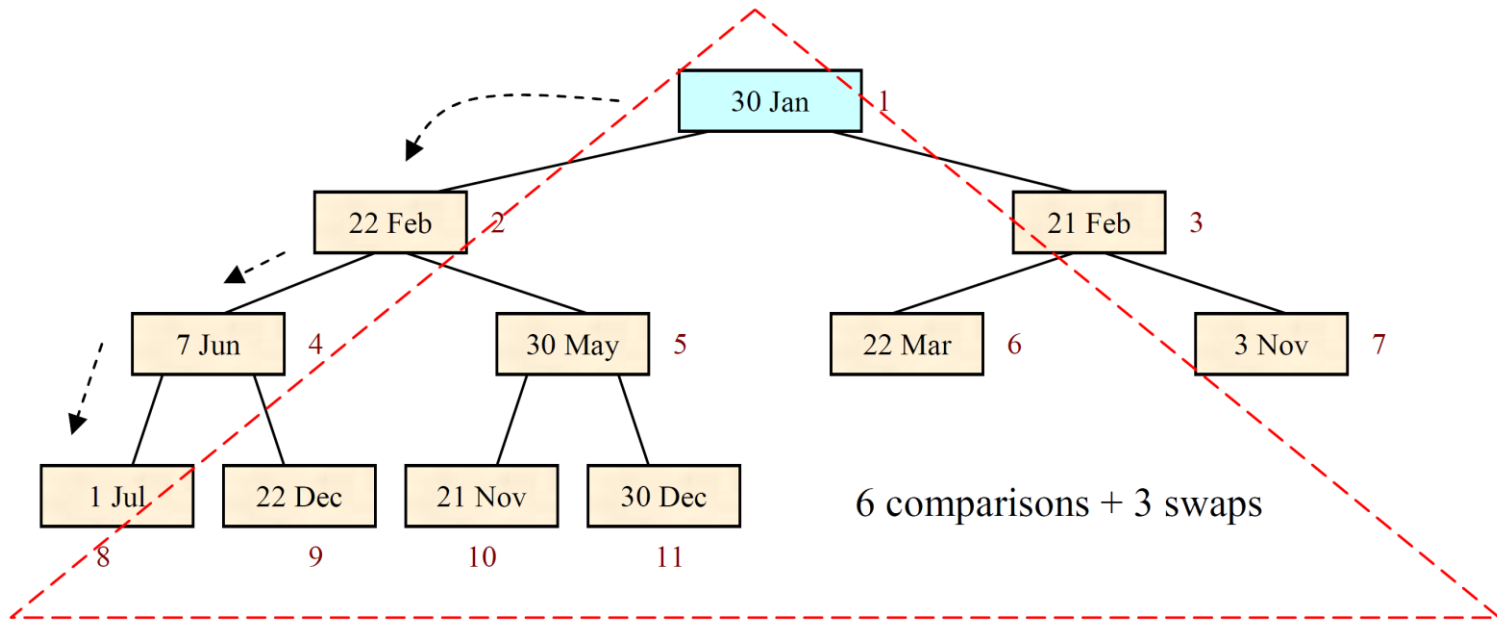 30 Jan 1
22 Feb 2 21 Feb 3
7 Jun 4 30 May 5 22 Mar 6 3 Nov 7
1 Jul 22 Dec 21 Nov 30 Dec
6 comparisons + 3 swaps
8 9 10 11